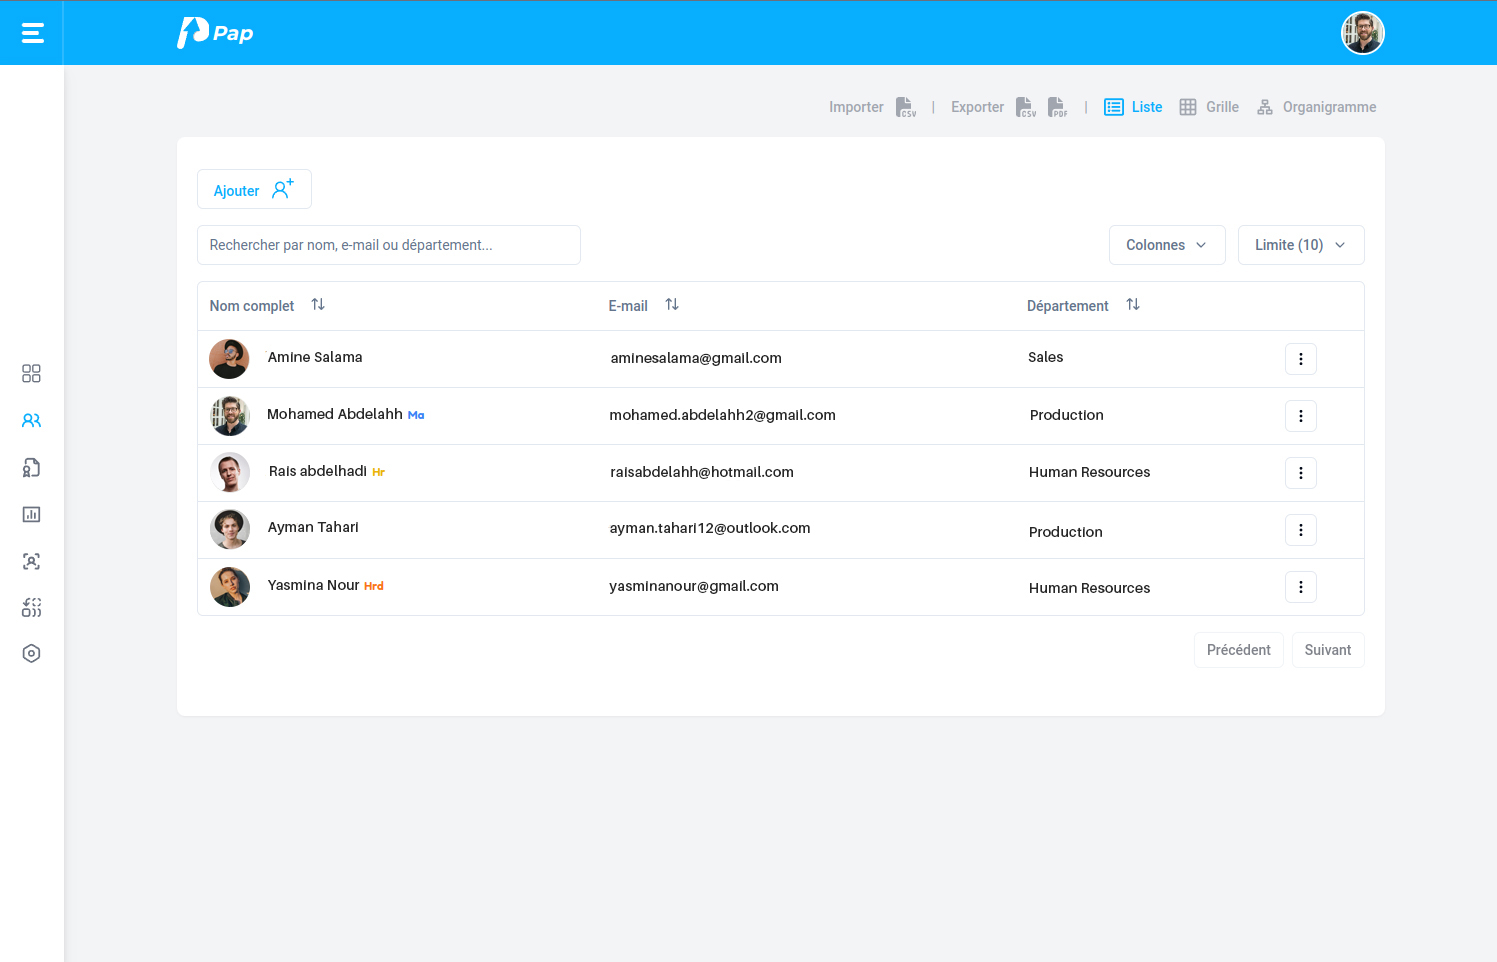 Pap
Importer CSV | Exporter CSV PDF | Liste Grille Organigramme
Ajouter
Rechercher par nom, e-mail ou département...
Colonnes Limite (10)
Nom complet E-mail Département
Amine Salama aminesalama@gmail.com Sales
Mohamed Abdelahh Ma mohamed.abdelahh2@gmail.com Production
Rais abdelhadi Hr raisabdelahh@hotmail.com Human Resources
Ayman Tahari ayman.tahari12@outlook.com Production
Yasmina Nour Hrd yasminanour@gmail.com Human Resources
Précédent Suivant